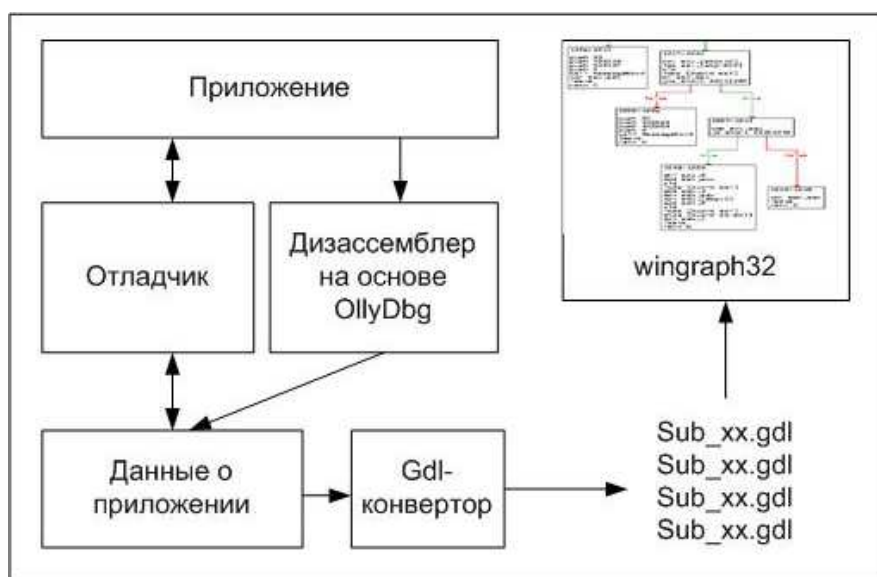 Приложение
Отладчик
Дизассемблер
на основе
OllyDbg
wingraph32
Данные о
приложении
Gdl-
конвертор
Sub_xx.gdl
Sub_xx.gdl
Sub_xx.gdl
Sub_xx.gdl